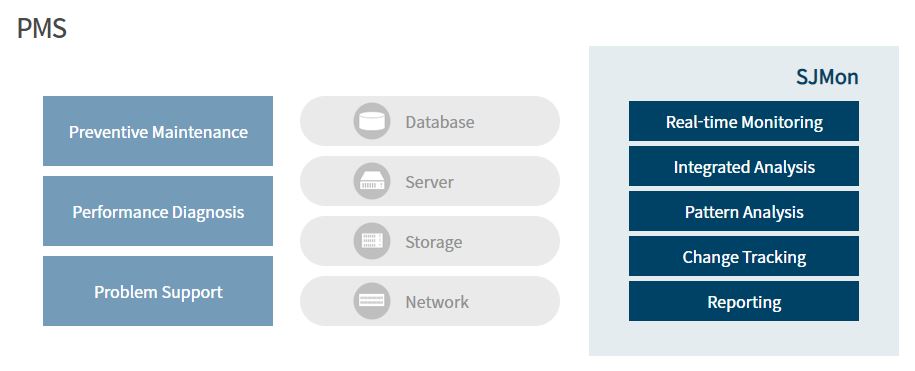 PMS
Preventive Maintenance
Performance Diagnosis
Problem Support
Database
Server
Storage
Network
SJMon
Real-time Monitoring
Integrated Analysis
Pattern Analysis
Change Tracking
Reporting